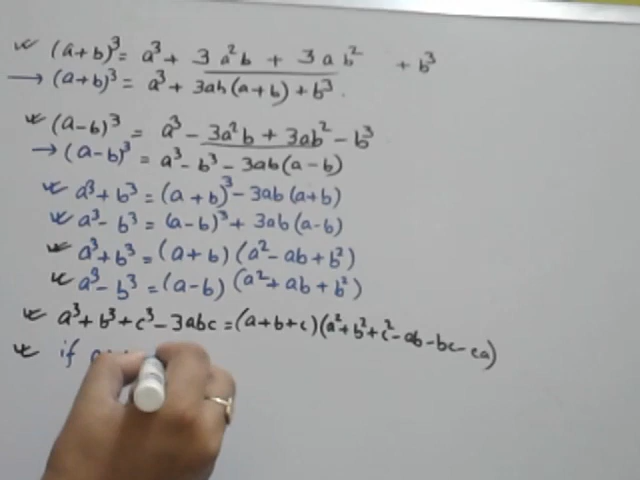 (a+b)³ = a³ + 3a²b + 3ab² + b³
→ (a+b)³ = a³ + 3ab(a+b) + b³.
(a-b)³ = a³ - 3a²b + 3ab² - b³
→ (a-b)³ = a³ - b³ - 3ab(a-b)
a³ + b³ = (a+b)³ - 3ab(a+b)
a³ - b³ = (a-b)³ + 3ab(a-b)
a³ + b³ = (a+b) (a² - ab + b²)
a³ - b³ = (a-b) (a² + ab + b²)
a³ + b³ + c³ - 3abc = (a+b+c) (a² + b² + c² - ab - bc - ca)
if